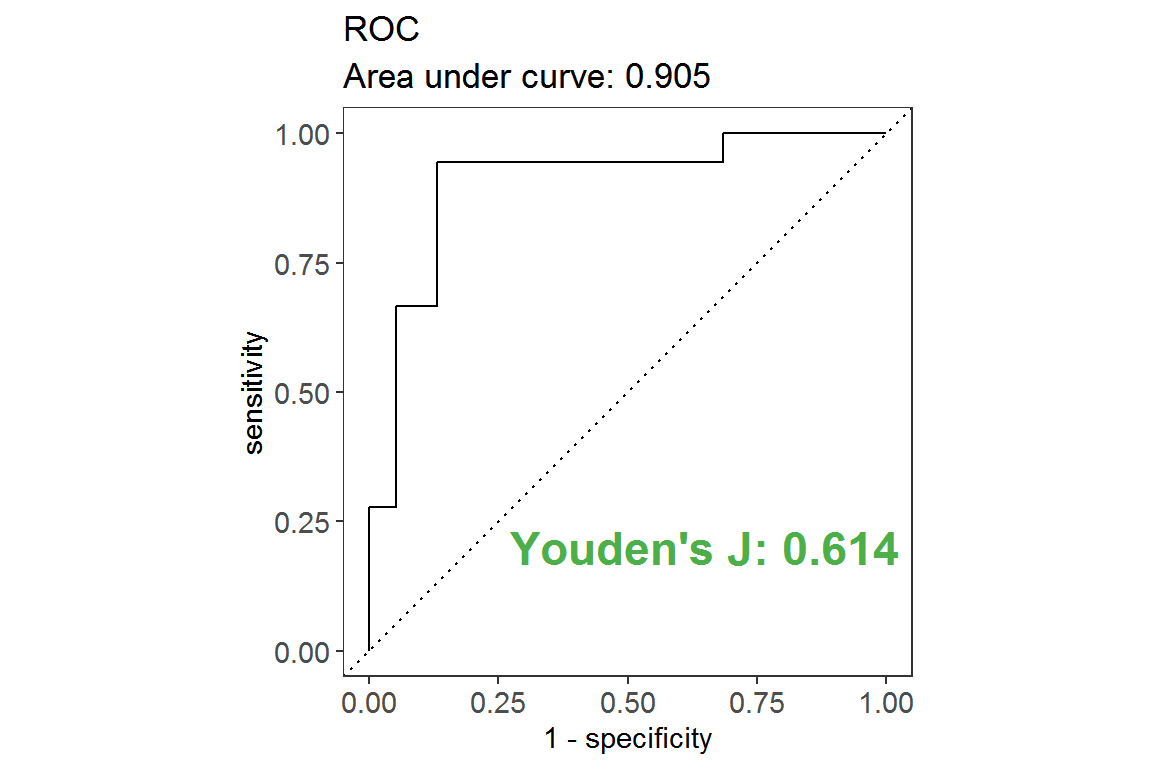 ROC
Area under curve: 0.905
1.00
0.75
0.50
0.25
0.00
sensitivity
Youden's J: 0.614
0.00 0.25 0.50 0.75 1.00
1 - specificity